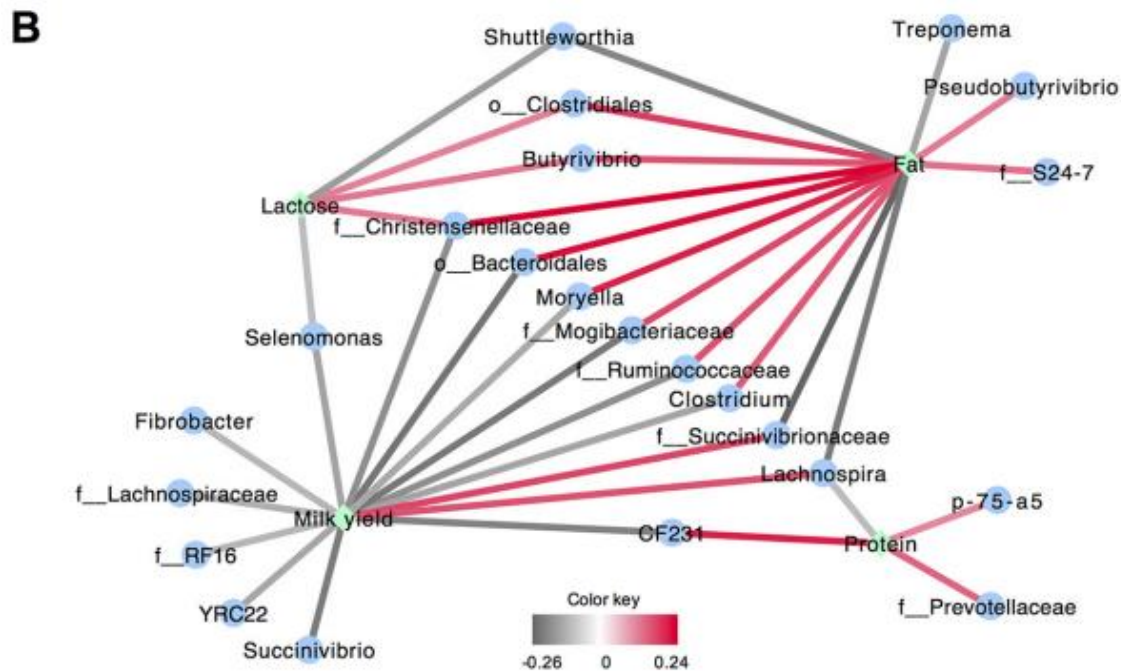 B
Shuttleworthia
Treponema
Pseudobutyrivibrio
o__Clostridiales
Butyrivibrio
Fat
f__S24-7
Lactose
f__Christensenellaceae
o__Bacteroidales
Moryella
f__Mogibacteriaceae
Selenomonas
f__Ruminococcaceae
Clostridium
Fibrobacter
f__Succinivibrionaceae
Lachnospira
f__Lachnospiraceae
p-75-a5
Milk yield
CF231
Protein
f__RF16
YRC22
Color key
f__Prevotellaceae
Succinivibrio
-0.26 0 0.24